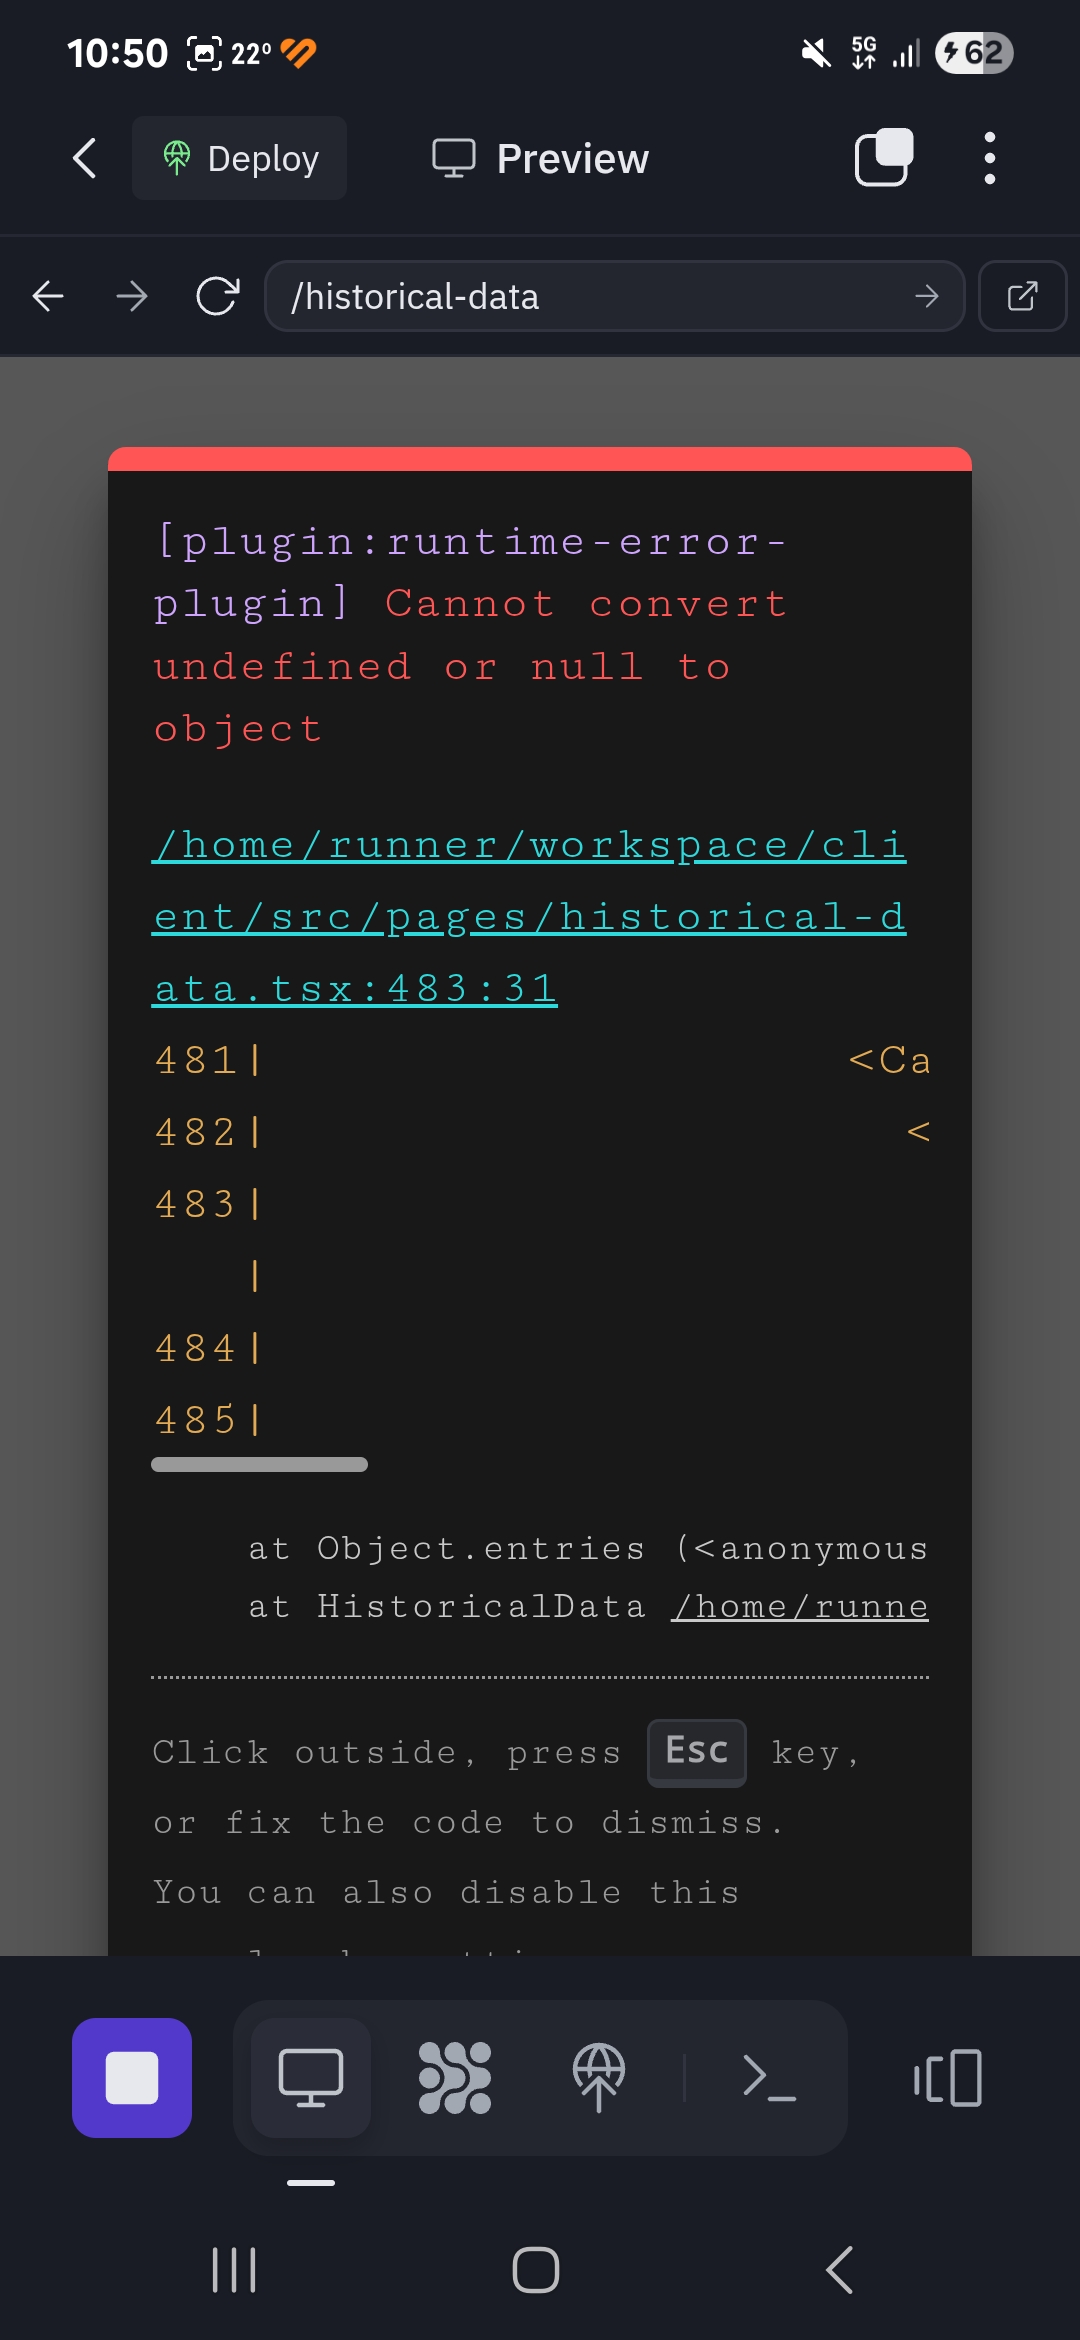 10:50 22° 5G 62
Deploy Preview
/historical-data
[plugin:runtime-error-
plugin] Cannot convert
undefined or null to
object
/home/runner/workspace/cli
ent/src/pages/historical-d
ata.tsx:483:31
481| <Ca
482| <
483|
|
484|
485|
at Object.entries (<anonymous
at HistoricalData /home/runne
Click outside, press Esc key,
or fix the code to dismiss.
You can also disable this